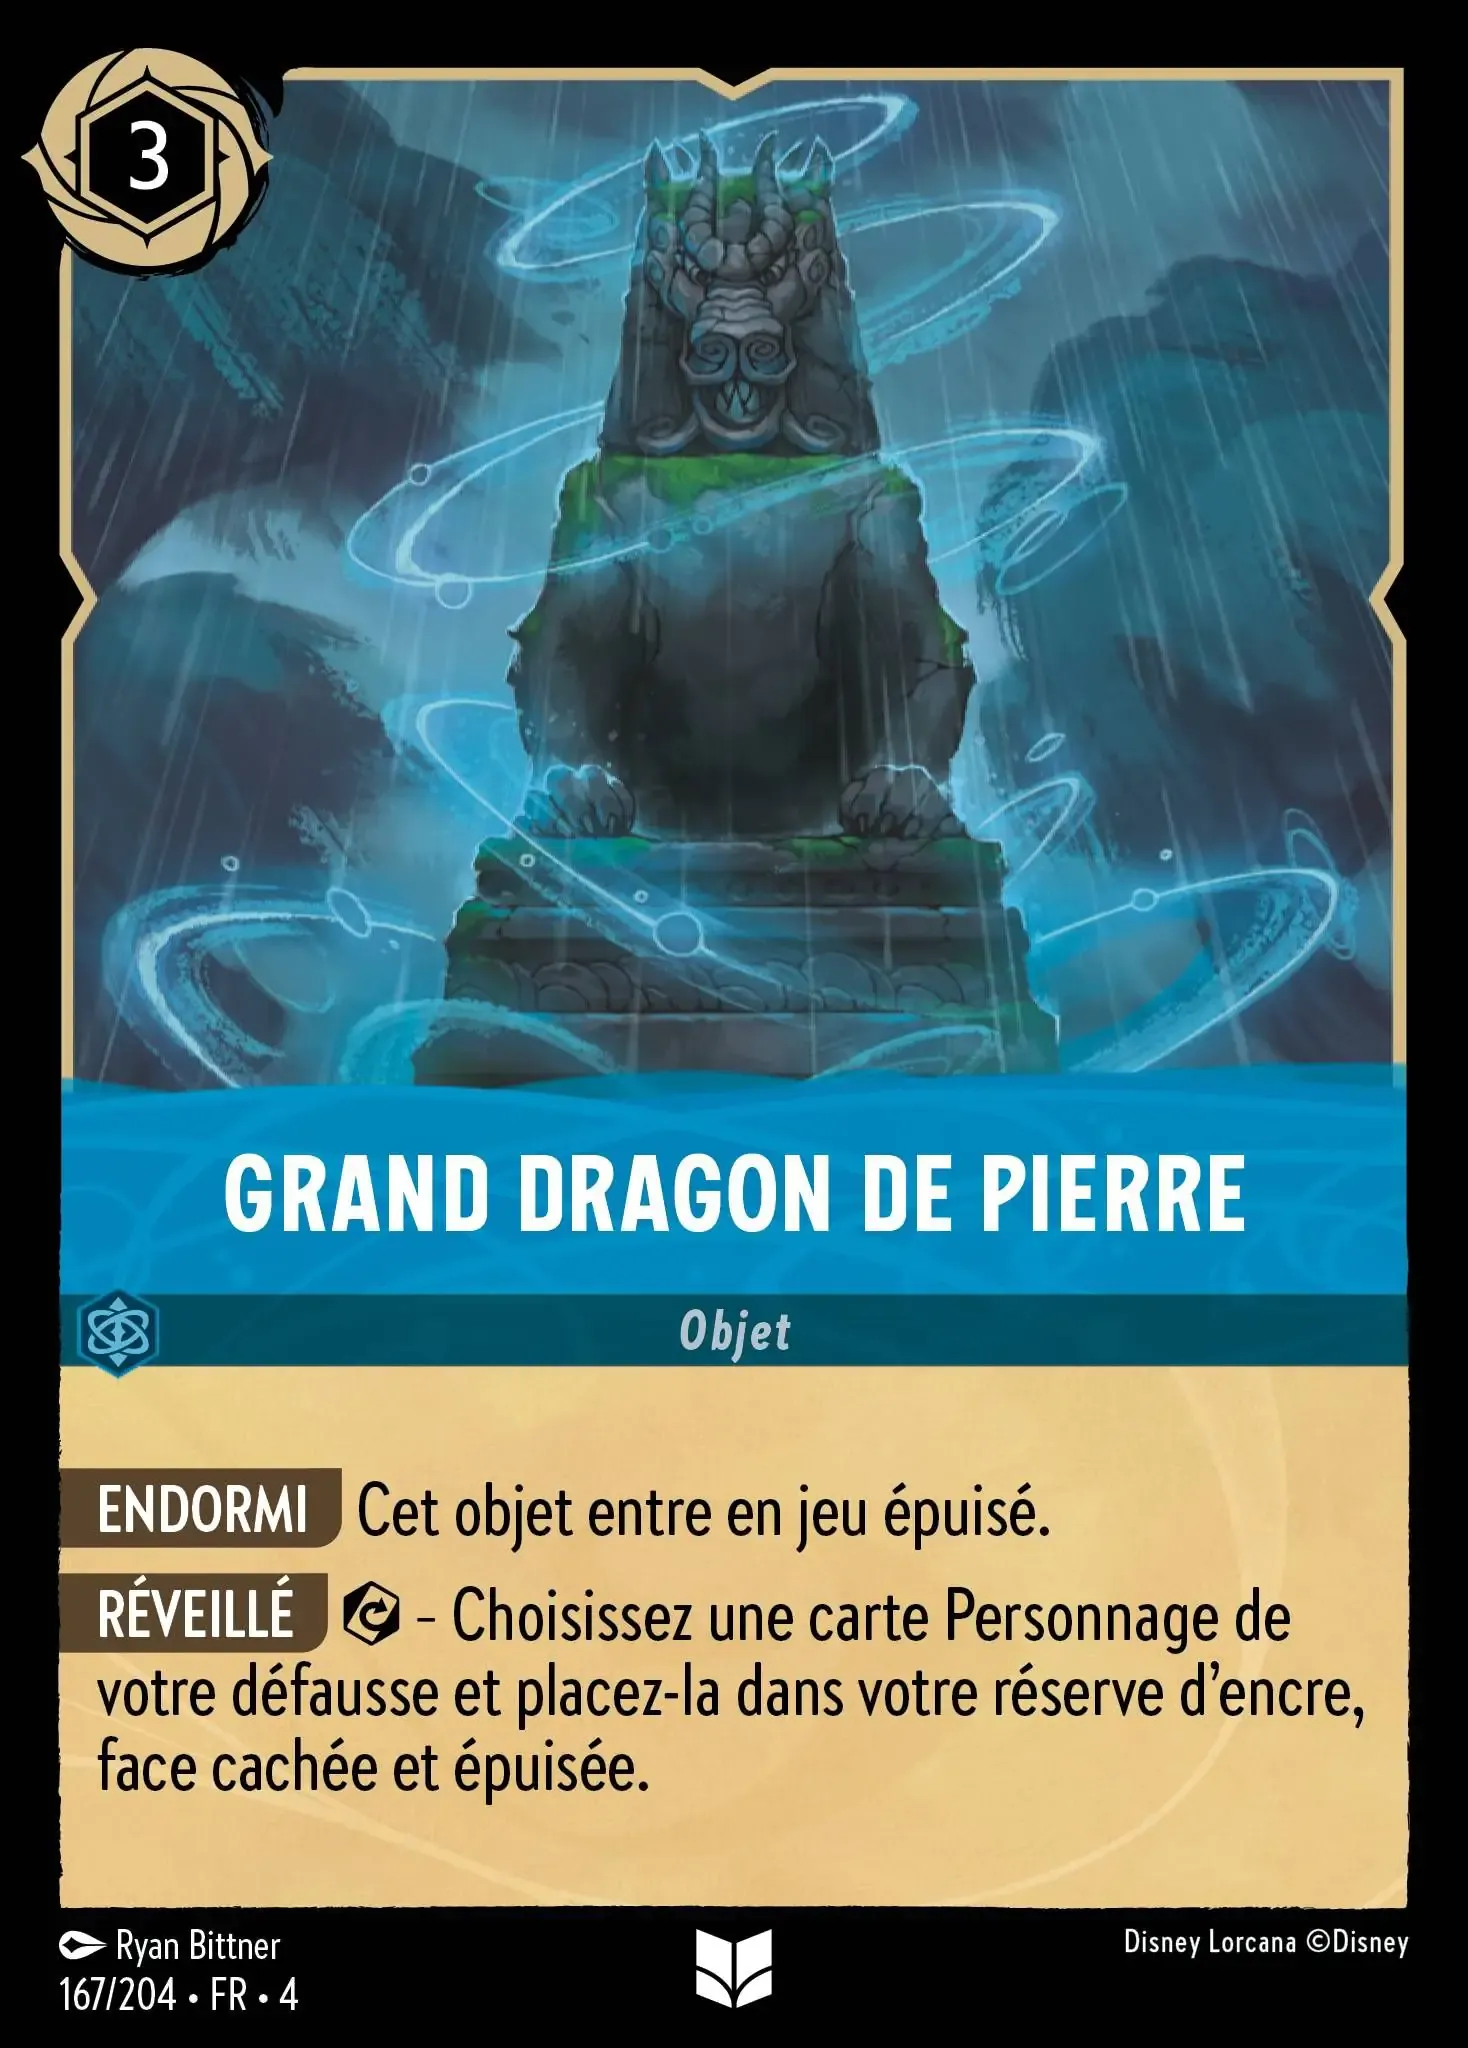 3
GRAND DRAGON DE PIERRE
Objet
ENDORMI Cet objet entre en jeu épuisé.
RÉVEILLÉ - Choisissez une carte Personnage de
votre défausse et placez-la dans votre réserve d'encre,
face cachée et épuisée.
Ryan Bittner
Disney Lorcana ©Disney
167/204 • FR • 4